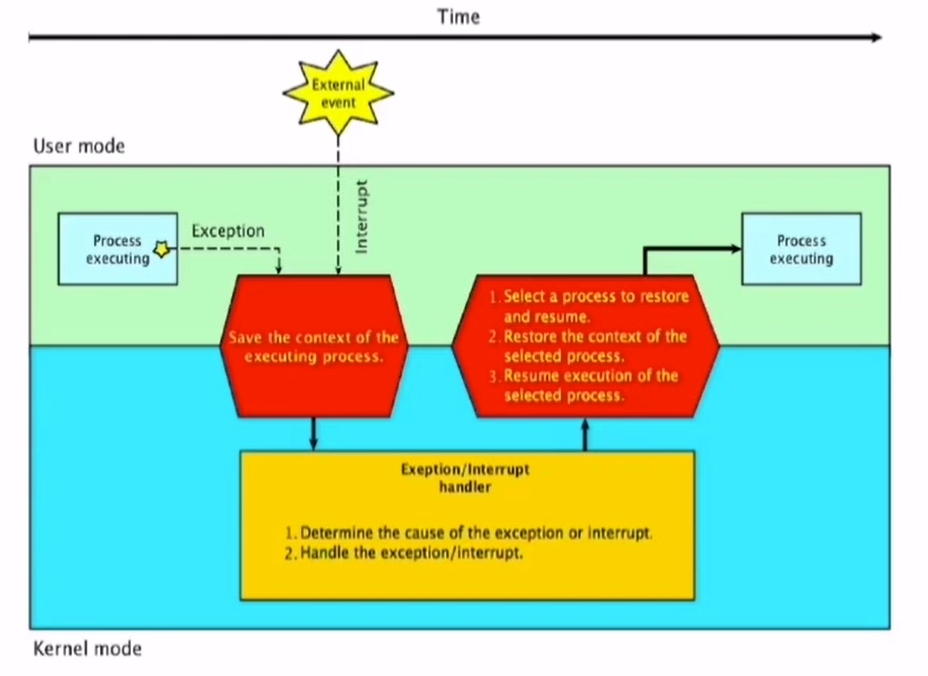 Time
External
event
User mode
Interrupt
Exception
Process
executing
Process
executing
Save the context of the
executing process.
1. Select a process to restore
and resume.
2. Restore the context of the
selected process.
3. Resume execution of the
selected process.
Exeption/Interrupt
handler
1. Determine the cause of the exception or interrupt.
2. Handle the exception/interrupt.
Kernel mode